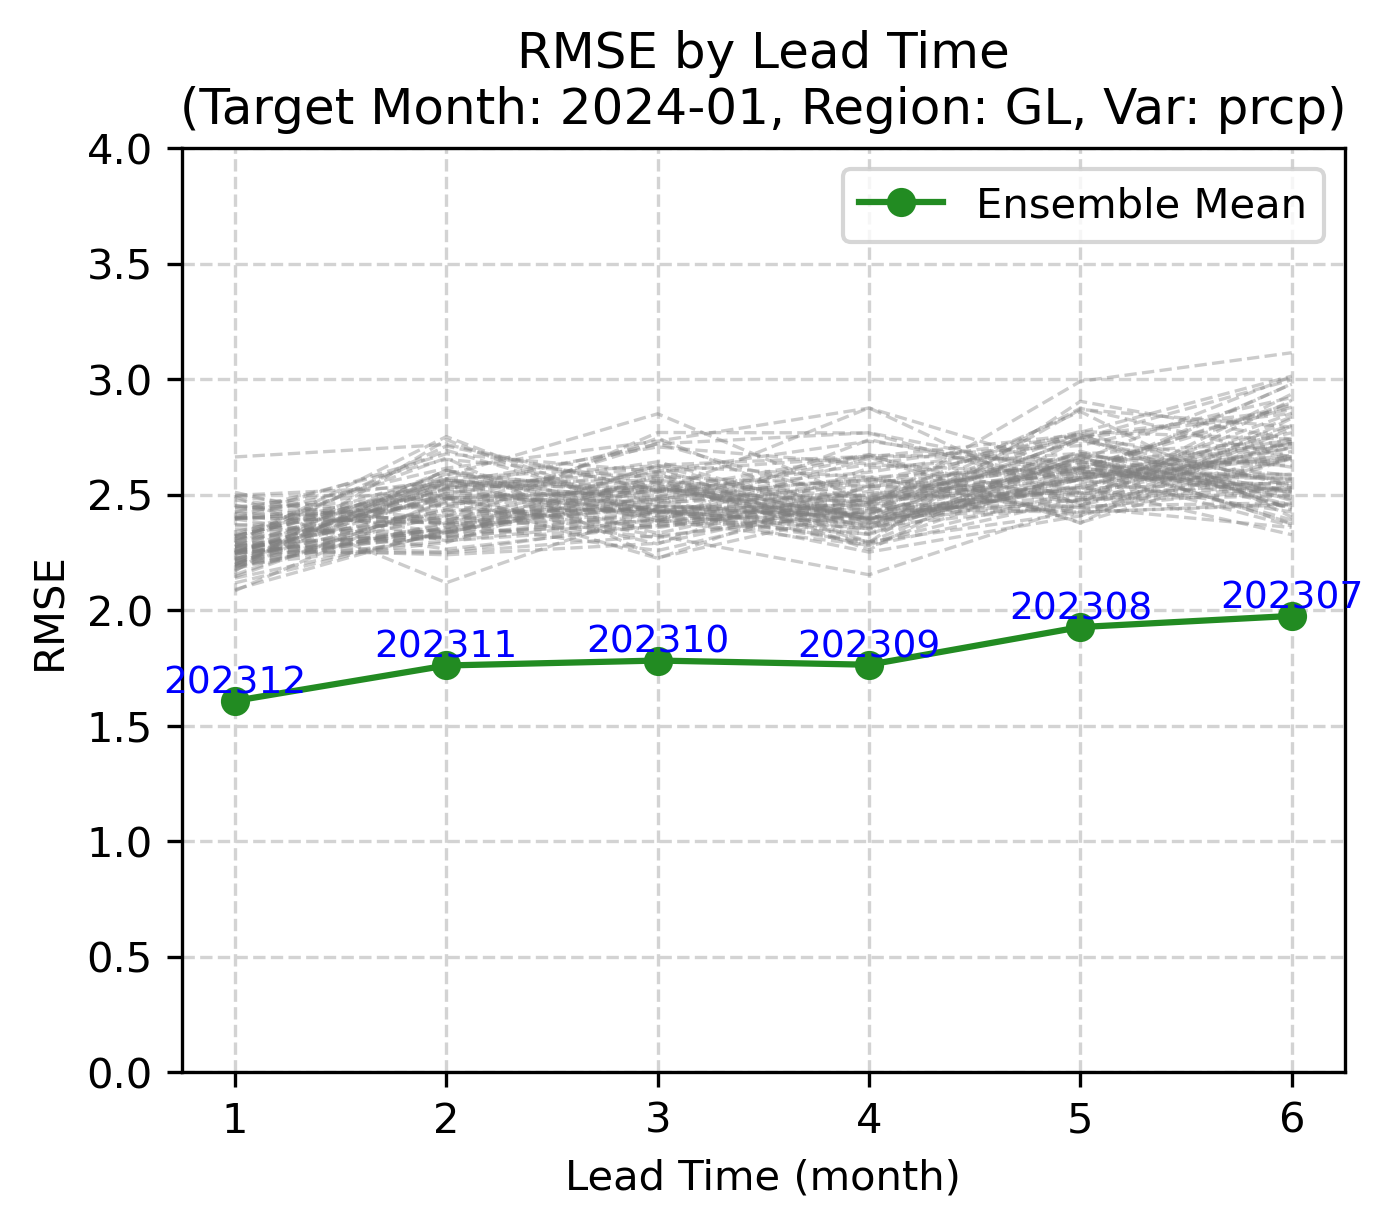 RMSE by Lead Time
(Target Month: 2024-01, Region: GL, Var: prcp)
4.0
3.5
3.0
2.5
2.0
1.5
1.0
0.5
0.0
RMSE
Ensemble Mean
202312
202311
202310
202309
202308
202307
1 2 3 4 5 6
Lead Time (month)